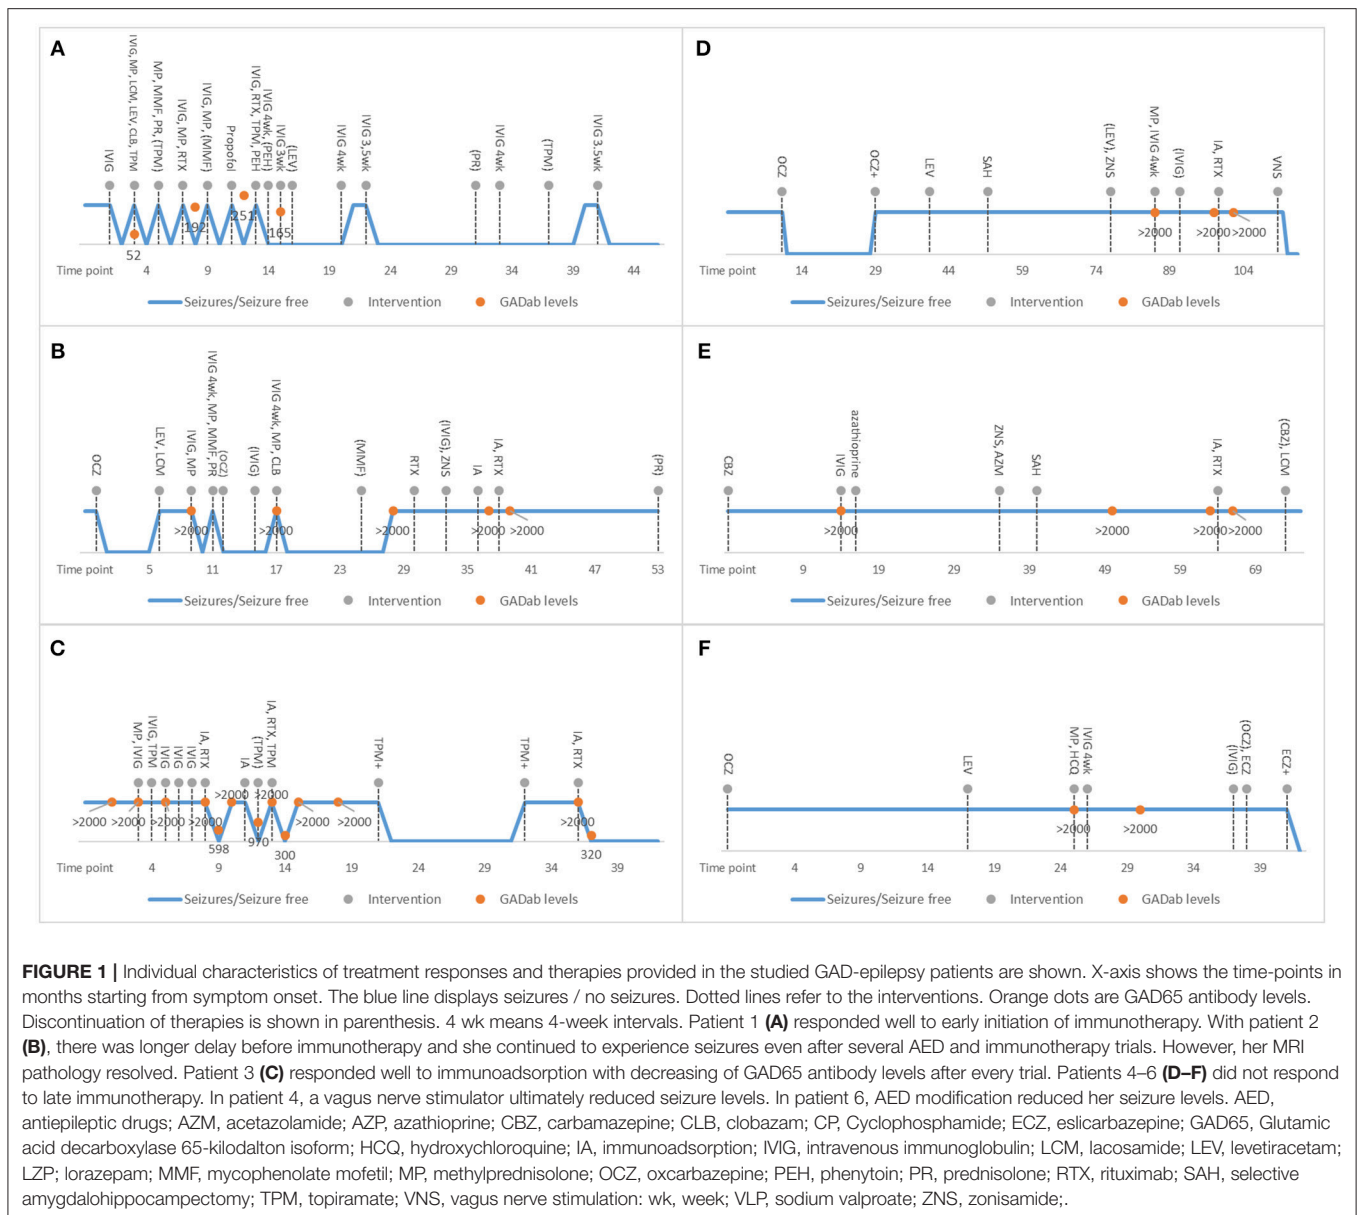 A
IVIG
IVIG, MP, LCM, LEV, CLB, TPM
MP, MMF, PR, (TPM)
IVIG, MP, RTX
IVIG, MP, (MMF)
Propofol
IVIG, RTX, TPM, PEH
IVIG 4wk, (PEH)
IVIG 3wk
(LEV)
IVIG 4wk
IVIG 3,5wk
(PR)
IVIG 4wk
(TPM)
IVIG 3.5wk
52
192
251
165
Time point 4 9 14 19 24 29 34 39 44
Seizures/Seizure free Intervention GADab levels
D
OCZ
OCZ+
LEV
SAH
(LEV), ZNS
MP, IVIG 4wk
(IVIG)
IA, RTX
VNS
>2000 >2000 >2000
Time point 14 29 44 59 74 89 104
Seizures/Seizure free Intervention GADab levels
B
OCZ
LEV, LCM
IVIG, MP
IVIG 4wk, MP, MMF, PR
(OCZ)
(IVIG)
IVIG 4wk, MP, CLB
(MMF)
RTX
(IVIG), ZNS
IA
IA, RTX
(PR)
>2000 >2000 >2000 >2000 >2000
Time point 5 11 17 23 29 35 41 47 53
Seizures/Seizure free Intervention GADab levels
E
CBZ
IVIG
azathioprine
ZNS, AZM
SAH
IA, RTX
(CBZ), LCM
>2000 >2000 >2000 >2000
Time point 9 19 29 39 49 59 69
Seizures/Seizure free Intervention GADab levels
C
MP, IVIG
IVIG, TPM
IVIG
IVIG
IVIG
IA, RTX
IA
(TPM)
IA, RTX, TPM
TPM+
TPM+
IA, RTX
>2000 >2000
>2000 >2000 >2000 >2000 >2000 >2000 >2000
598 970 300 320
Time point 4 9 14 19 24 29 34 39
Seizures/Seizure free Intervention GADab levels
F
OCZ
LEV
MP, HCQ
IVIG 4wk
(IVIG)
(OCZ), ECZ
ECZ+
>2000 >2000
Time point 4 9 14 19 24 29 34 39
Seizures/Seizure free Intervention GADab levels
FIGURE 1 | Individual characteristics of treatment responses and therapies provided in the studied GAD-epilepsy patients are shown. X-axis shows the time-points in
months starting from symptom onset. The blue line displays seizures / no seizures. Dotted lines refer to the interventions. Orange dots are GAD65 antibody levels.
Discontinuation of therapies is shown in parenthesis. 4 wk means 4-week intervals. Patient 1 (A) responded well to early initiation of immunotherapy. With patient 2
(B), there was longer delay before immunotherapy and she continued to experience seizures even after several AED and immunotherapy trials. However, her MRI
pathology resolved. Patient 3 (C) responded well to immunoadsorption with decreasing of GAD65 antibody levels after every trial. Patients 4–6 (D–F) did not respond
to late immunotherapy. In patient 4, a vagus nerve stimulator ultimately reduced seizure levels. In patient 6, AED modification reduced her seizure levels. AED,
antiepileptic drugs; AZM, acetazolamide; AZP, azathioprine; CBZ, carbamazepine; CLB, clobazam; CP, Cyclophosphamide; ECZ, eslicarbazepine; GAD65, Glutamic
acid decarboxylase 65-kilodalton isoform; HCQ, hydroxychloroquine; IA, immunoadsorption; IVIG, intravenous immunoglobulin; LCM, lacosamide; LEV, levetiracetam;
LZP; lorazepam; MMF, mycophenolate mofetil; MP, methylprednisolone; OCZ, oxcarbazepine; PEH, phenytoin; PR, prednisolone; RTX, rituximab; SAH, selective
amygdalohippocampectomy; TPM, topiramate; VNS, vagus nerve stimulation: wk, week; VLP, sodium valproate; ZNS, zonisamide;.